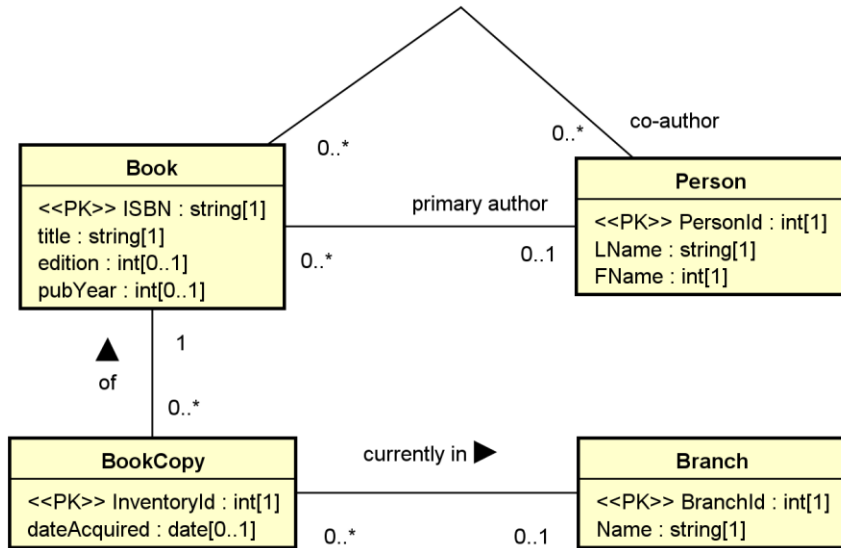 co-author
0..*
0..*
Book
<<PK>> ISBN : string[1]
title : string[1]
edition : int[0..1]
pubYear : int[0..1]
primary author
0..*
0..1
Person
<<PK>> PersonId : int[1]
LName : string[1]
FName : int[1]
1
of
0..*
BookCopy
<<PK>> InventoryId : int[1]
dateAcquired : date[0..1]
currently in
0..*
0..1
Branch
<<PK>> BranchId : int[1]
Name : string[1]